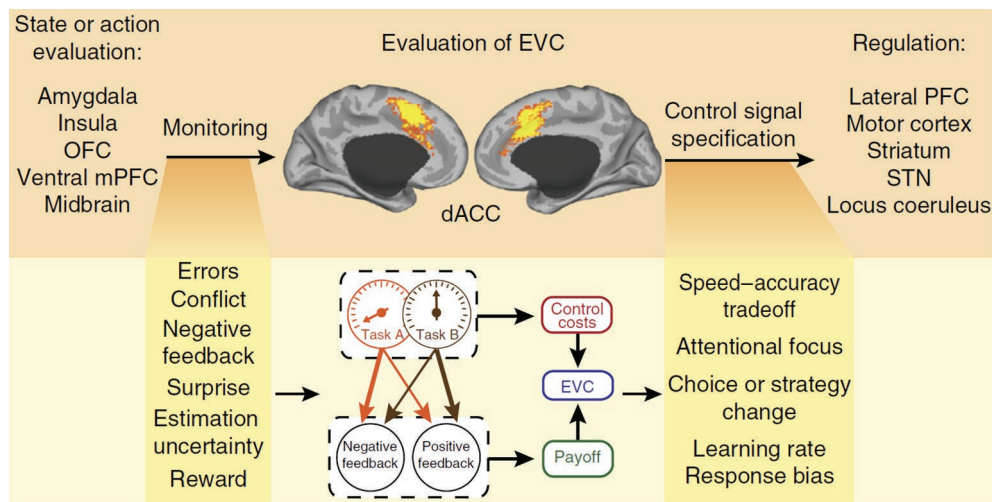 State or action
evaluation:
Amygdala
Insula
OFC
Ventral mPFC
Midbrain
Monitoring
Evaluation of EVC
dACC
Control signal
specification
Regulation:
Lateral PFC
Motor cortex
Striatum
STN
Locus coeruleus
Errors
Conflict
Negative
feedback
Surprise
Estimation
uncertainty
Reward
Task A
Task B
Negative
feedback
Positive
feedback
Control
costs
EVC
Payoff
Speed–accuracy
tradeoff
Attentional focus
Choice or strategy
change
Learning rate
Response bias